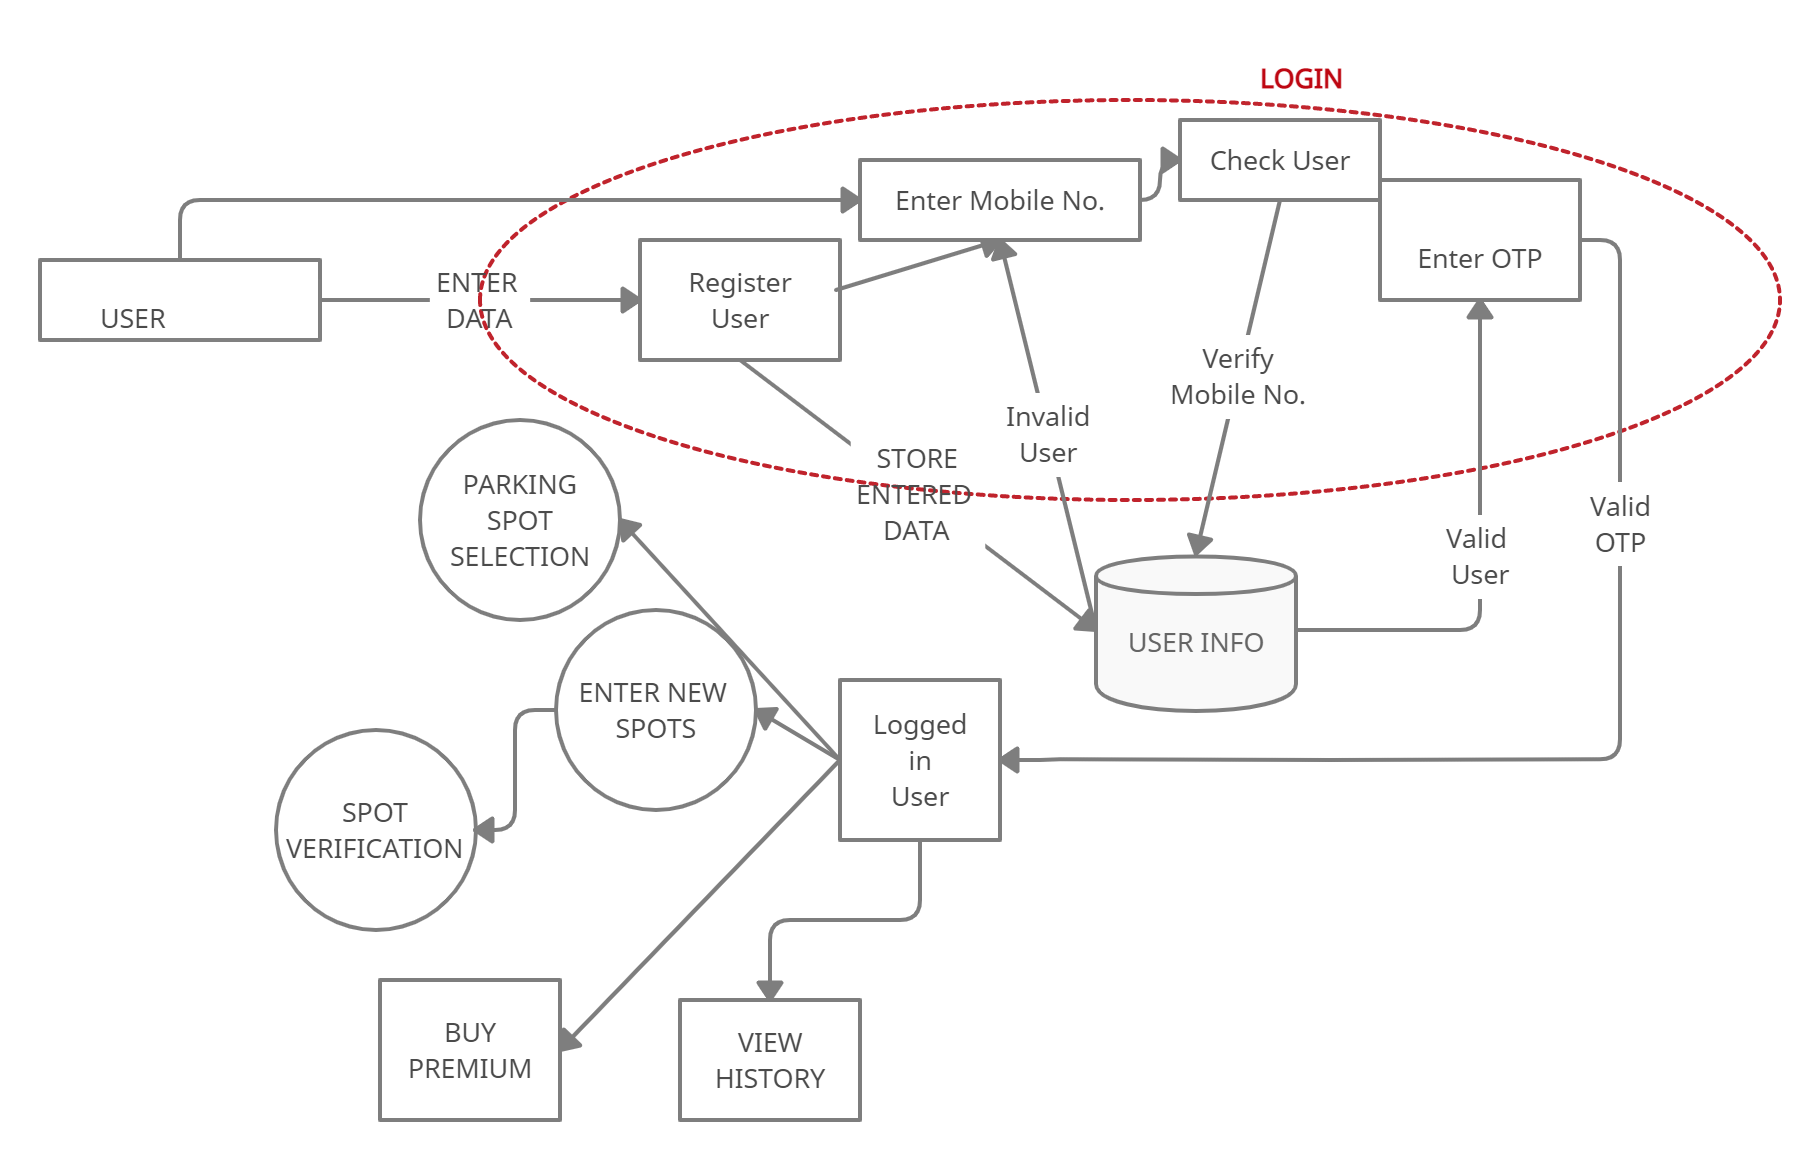 LOGIN
Check User
Enter Mobile No.
Enter OTP
USER
ENTER
DATA
Register
User
Verify
Mobile No.
Invalid
User
STORE
ENTERED
DATA
Valid
User
Valid
OTP
USER INFO
PARKING
SPOT
SELECTION
ENTER NEW
SPOTS
Logged
in
User
SPOT
VERIFICATION
BUY
PREMIUM
VIEW
HISTORY